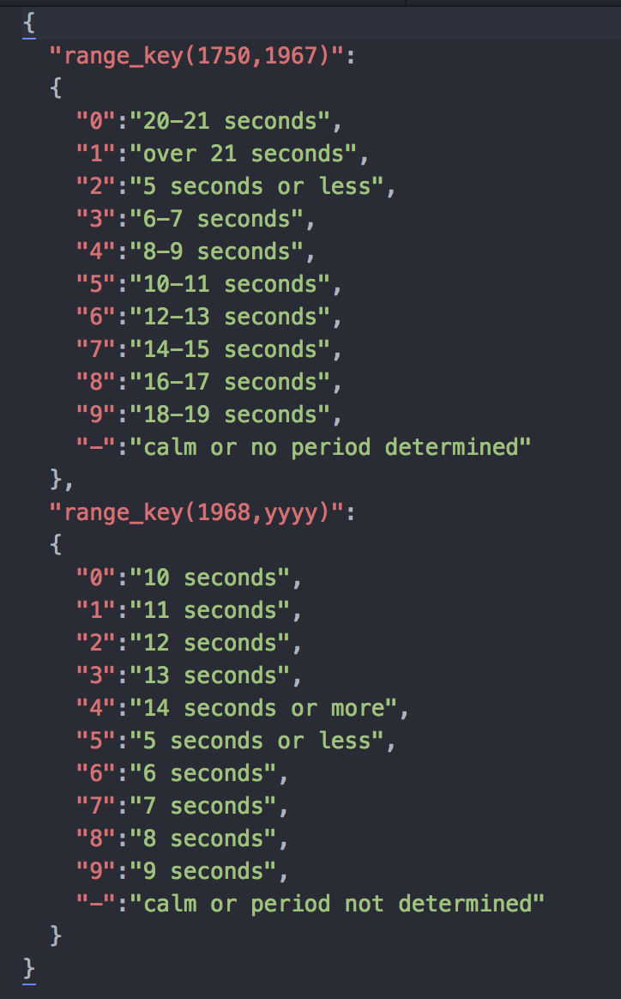 {
"range_key(1750,1967)":
{
"0":"20-21 seconds",
"1":"over 21 seconds",
"2":"5 seconds or less",
"3":"6-7 seconds",
"4":"8-9 seconds",
"5":"10-11 seconds",
"6":"12-13 seconds",
"7":"14-15 seconds",
"8":"16-17 seconds",
"9":"18-19 seconds",
"-":"calm or no period determined"
},
"range_key(1968,yyyy)":
{
"0":"10 seconds",
"1":"11 seconds",
"2":"12 seconds",
"3":"13 seconds",
"4":"14 seconds or more",
"5":"5 seconds or less",
"6":"6 seconds",
"7":"7 seconds",
"8":"8 seconds",
"9":"9 seconds",
"-":"calm or period not determined"
}
}